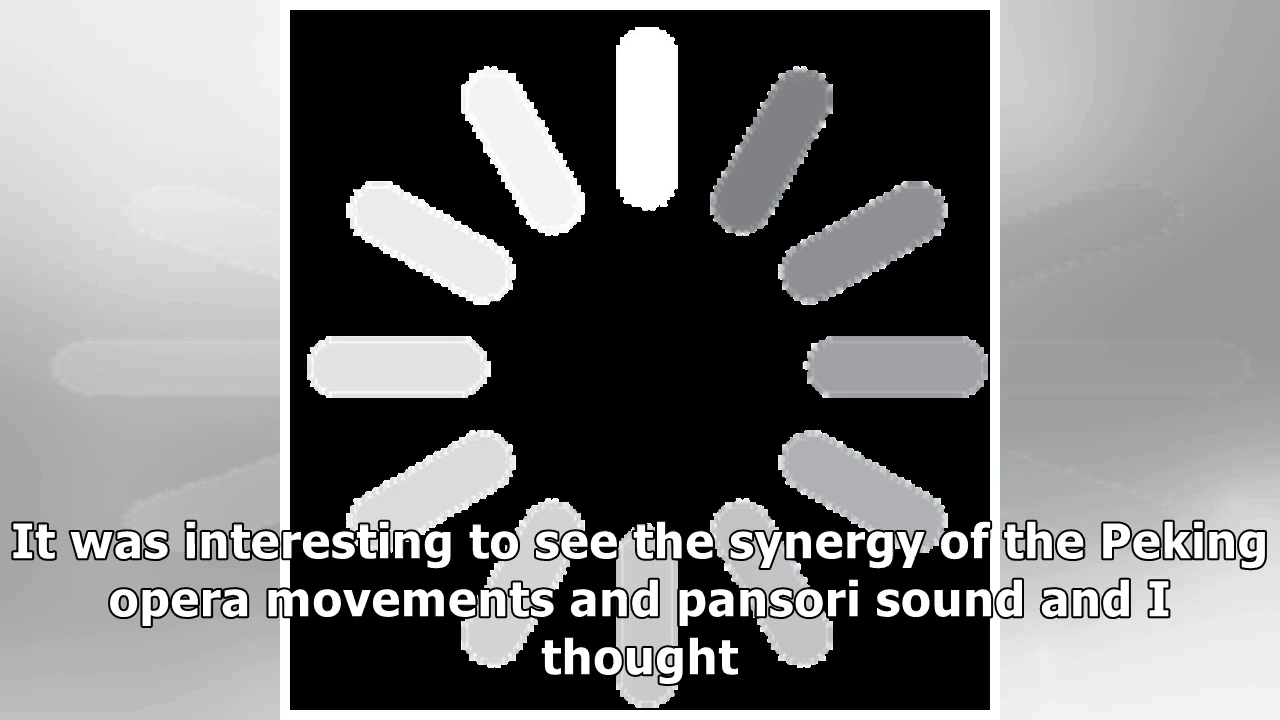 It was interesting to see the synergy of the Peking
opera movements and pansori sound and I
thought